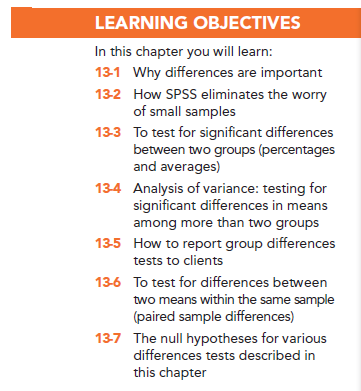 LEARNING OBJECTIVES
In this chapter you will learn:
13-1 Why differences are important
13-2 How SPSS eliminates the worry
of small samples
13-3 To test for significant differences
between two groups (percentages
and averages)
13-4 Analysis of variance: testing for
significant differences in means
among more than two groups
13-5 How to report group differences
tests to clients
13-6 To test for differences between
two means within the same sample
(paired sample differences)
13-7 The null hypotheses for various
differences tests described in
this chapter